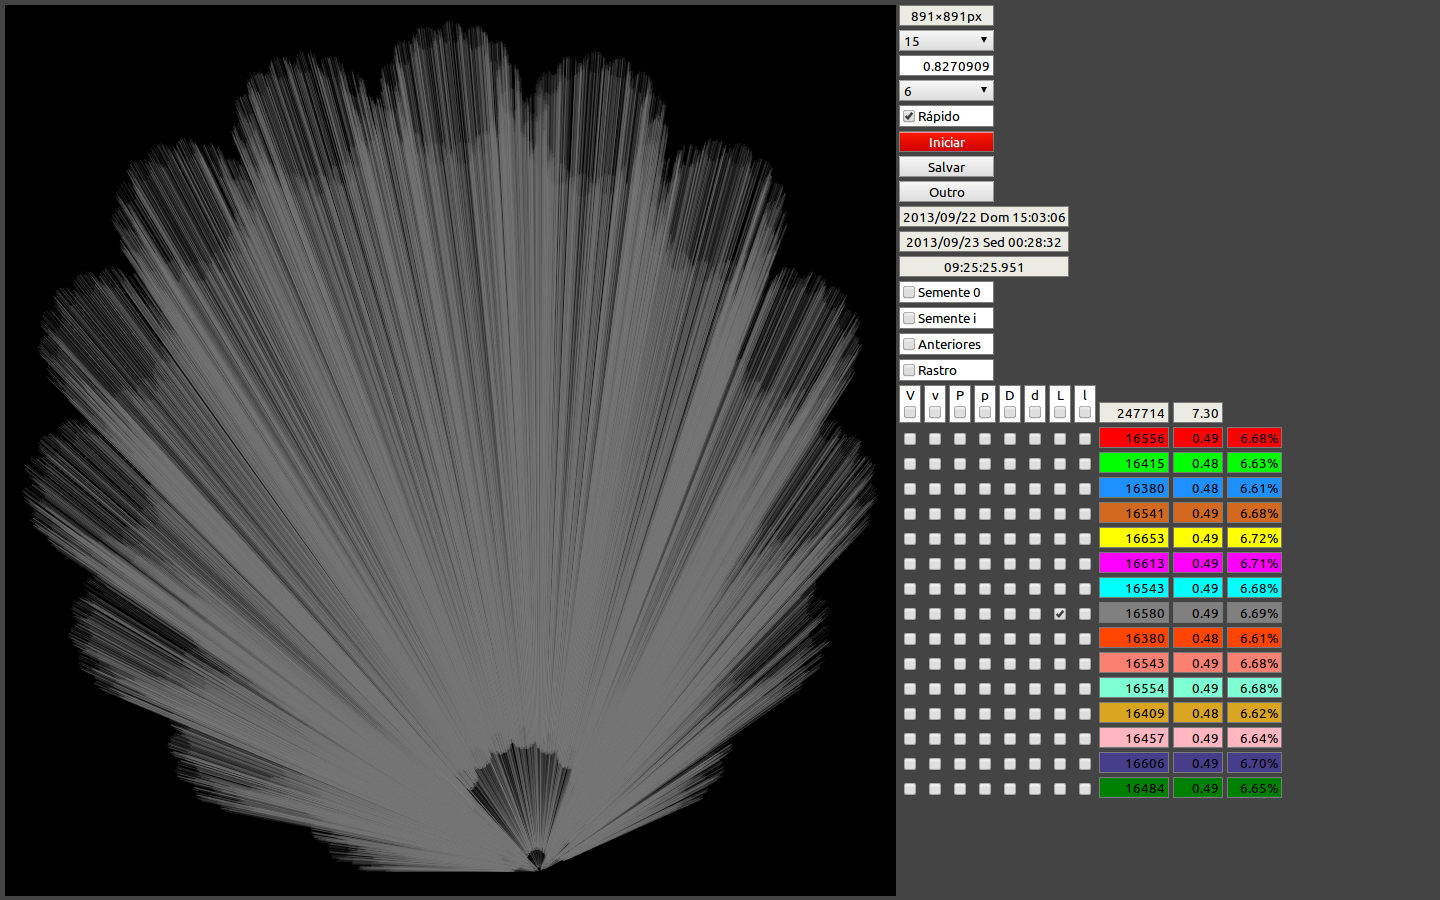 891×891px
15
0.8270909
6
Rápido
Iniciar
Salvar
Outro
2013/09/22 Dom 15:03:06
2013/09/23 Sed 00:28:32
09:25:25.951
Semente 0
Semente i
Anteriores
Rastro
V v P p D d L l
247714 7.30
16556 0.49 6.68%
16415 0.48 6.63%
16380 0.48 6.61%
16541 0.49 6.68%
16653 0.49 6.72%
16613 0.49 6.71%
16543 0.49 6.68%
16580 0.49 6.69%
16380 0.48 6.61%
16543 0.49 6.68%
16554 0.49 6.68%
16409 0.48 6.62%
16457 0.49 6.64%
16606 0.49 6.70%
16484 0.49 6.65%